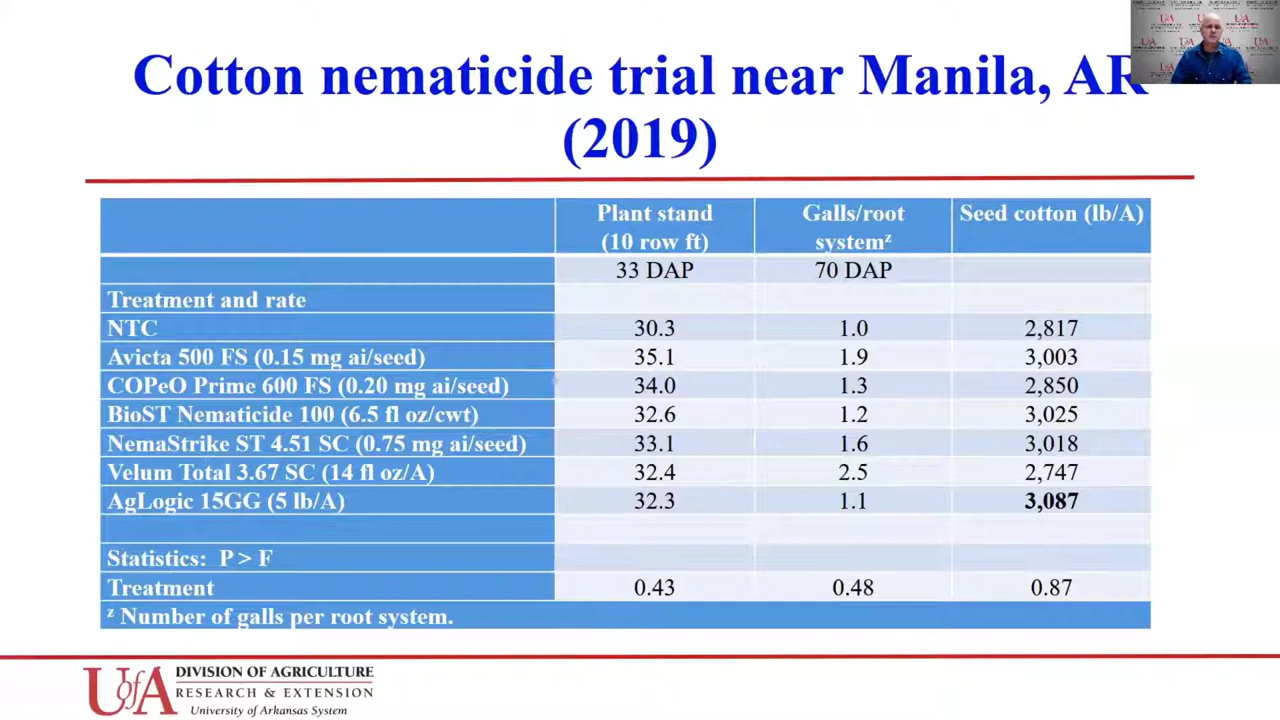 Cotton nematicide trial near Manila, AR
(2019)
Plant stand (10 row ft) Galls/root systemᶻ Seed cotton (lb/A)
33 DAP 70 DAP
Treatment and rate
NTC 30.3 1.0 2,817
Avicta 500 FS (0.15 mg ai/seed) 35.1 1.9 3,003
COPeO Prime 600 FS (0.20 mg ai/seed) 34.0 1.3 2,850
BioST Nematicide 100 (6.5 fl oz/cwt) 32.6 1.2 3,025
NemaStrike ST 4.51 SC (0.75 mg ai/seed) 33.1 1.6 3,018
Velum Total 3.67 SC (14 fl oz/A) 32.4 2.5 2,747
AgLogic 15GG (5 lb/A) 32.3 1.1 3,087
Statistics: P > F
Treatment 0.43 0.48 0.87
ᶻ Number of galls per root system.
UofA
DIVISION OF AGRICULTURE
RESEARCH & EXTENSION
University of Arkansas System